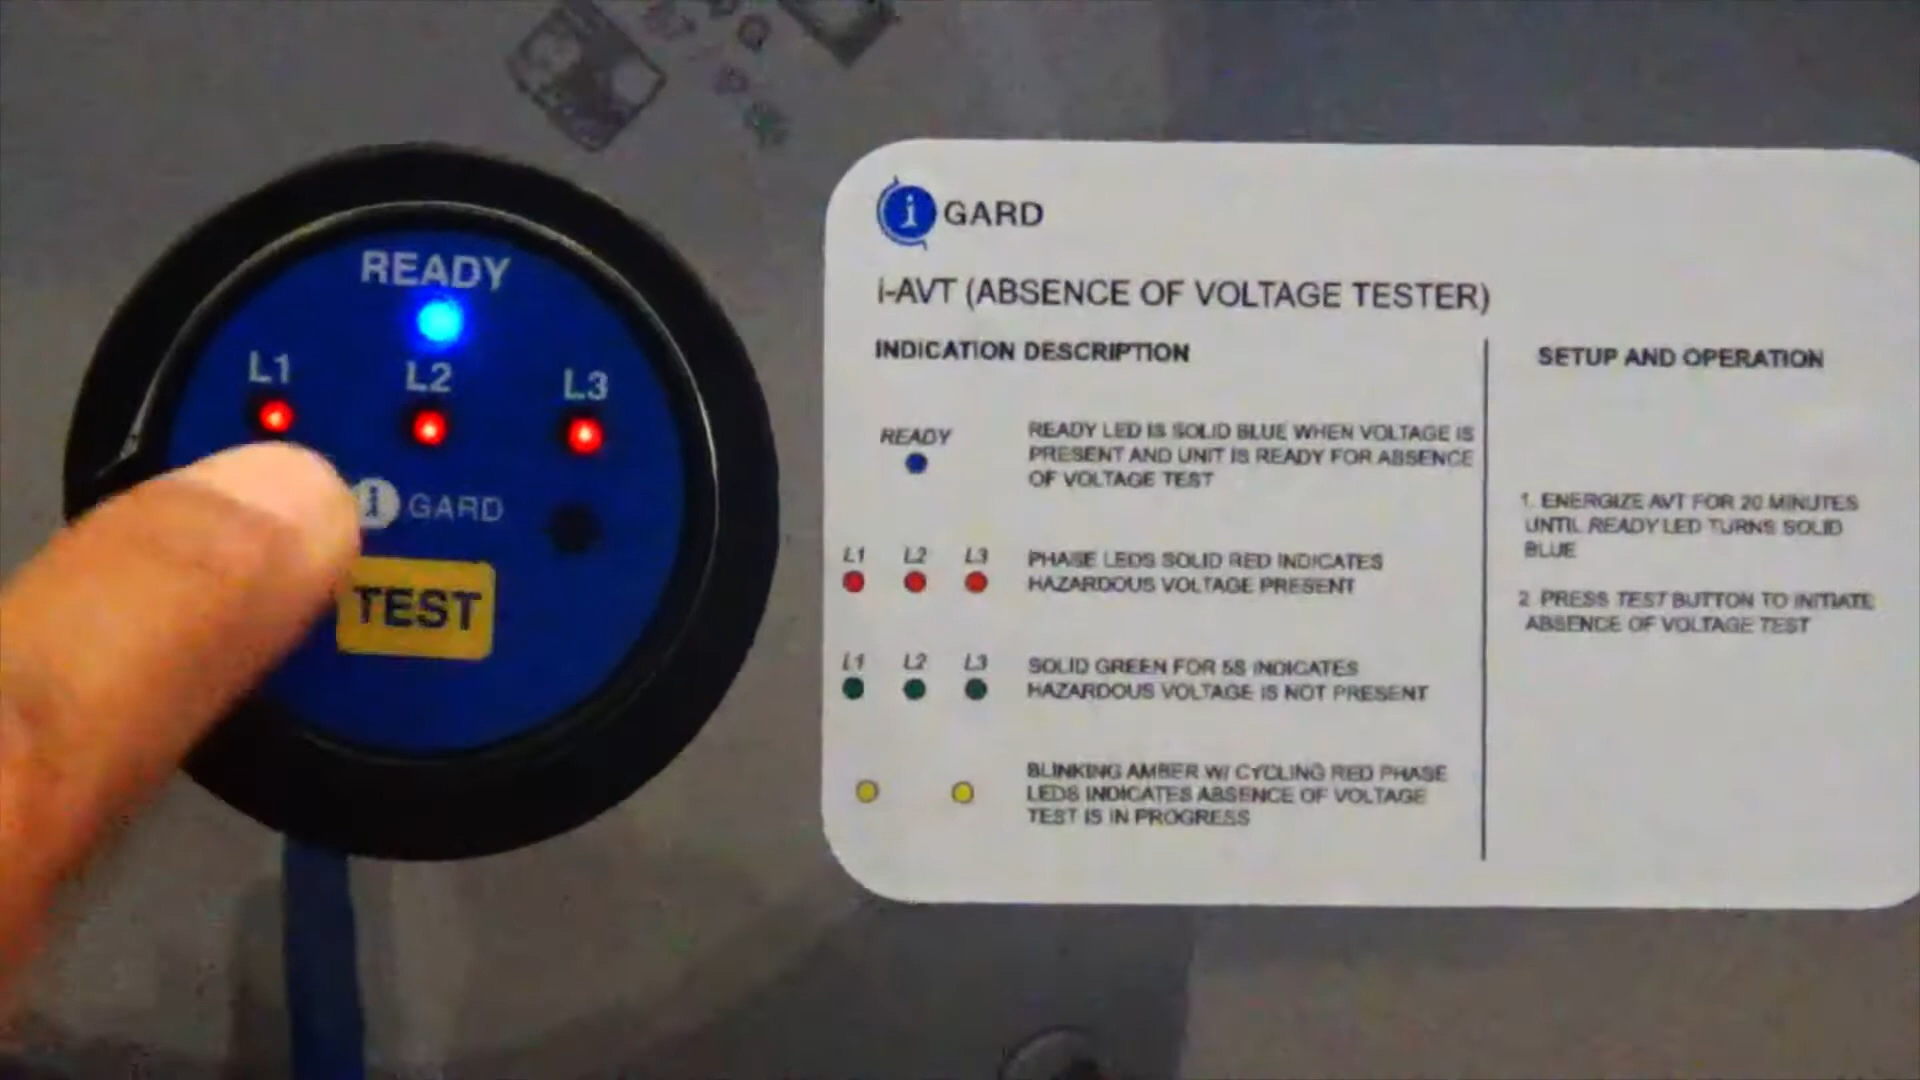 READY
L1 L2 L3
i GARD
TEST
i GARD
i-AVT (ABSENCE OF VOLTAGE TESTER)
INDICATION DESCRIPTION
READY
READY LED IS SOLID BLUE WHEN VOLTAGE IS
PRESENT AND UNIT IS READY FOR ABSENCE
OF VOLTAGE TEST
L1 L2 L3
PHASE LEDS SOLID RED INDICATES
HAZARDOUS VOLTAGE PRESENT
L1 L2 L3
SOLID GREEN FOR 5S INDICATES
HAZARDOUS VOLTAGE IS NOT PRESENT
BLINKING AMBER W/ CYCLING RED PHASE
LEDS INDICATES ABSENCE OF VOLTAGE
TEST IS IN PROGRESS
SETUP AND OPERATION
1. ENERGIZE AVT FOR 20 MINUTES
UNTIL READY LED TURNS SOLID
BLUE
2. PRESS TEST BUTTON TO INITIATE
ABSENCE OF VOLTAGE TEST